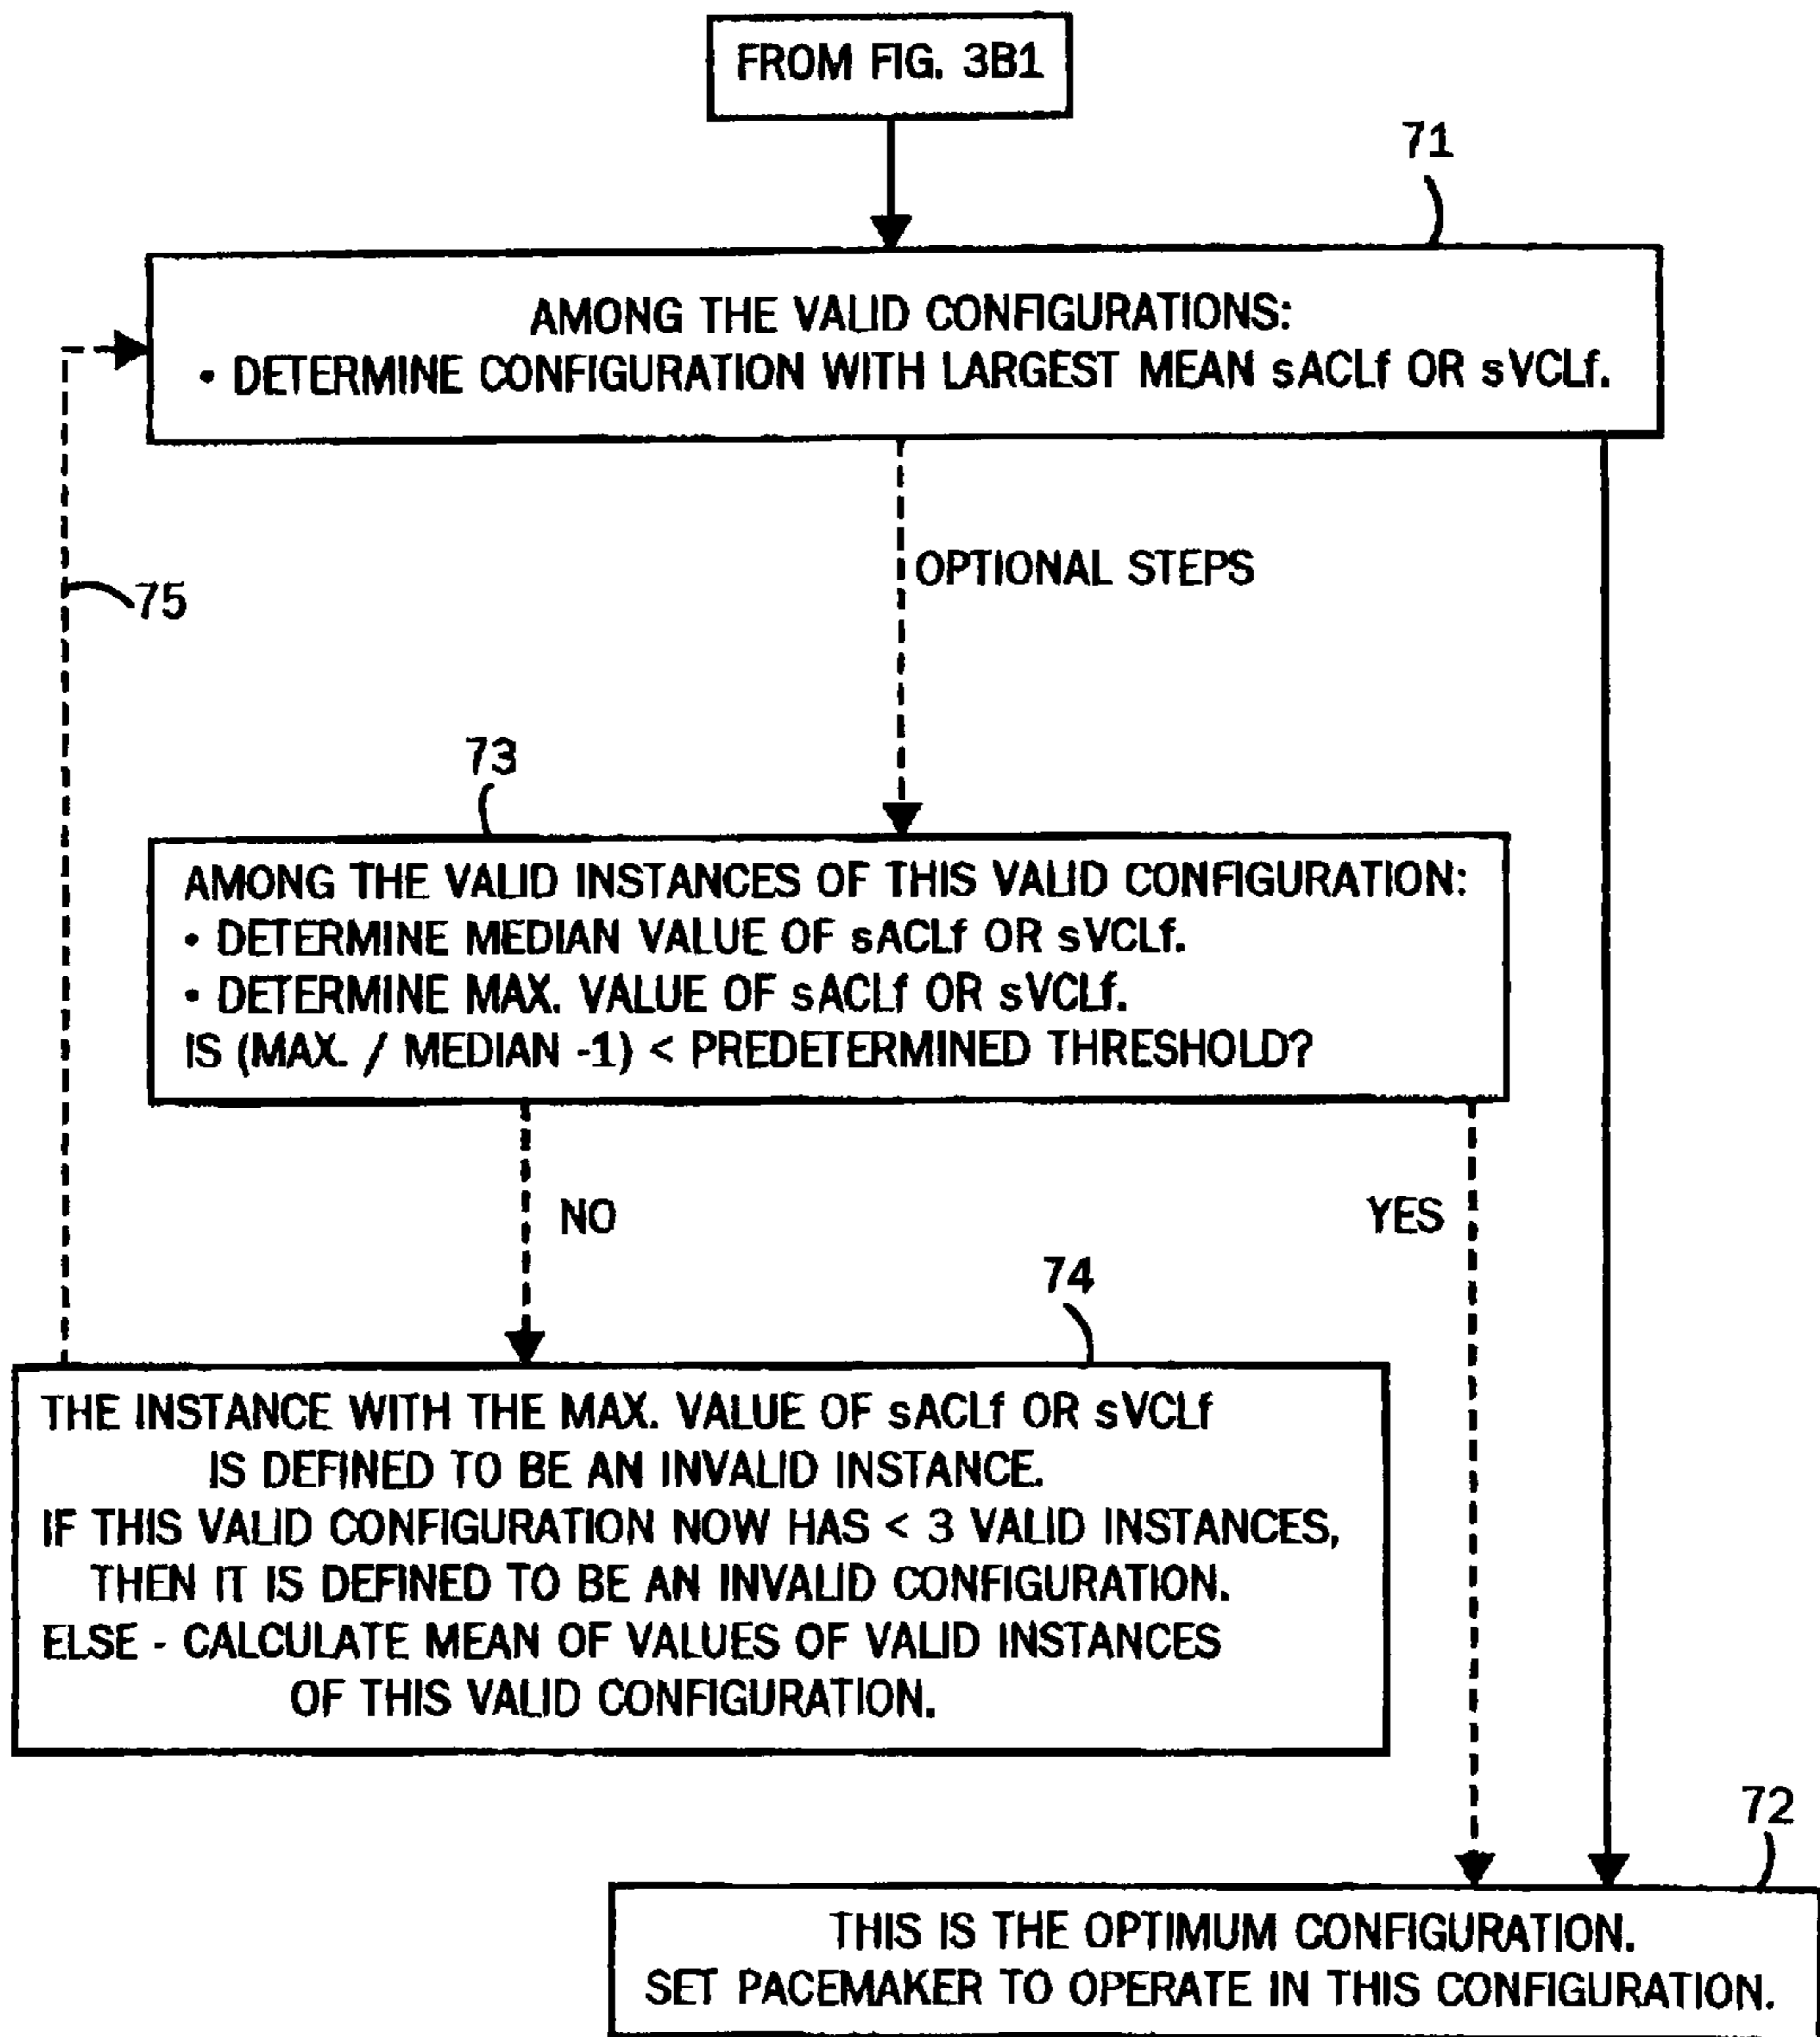 FROM FIG. 3B1
71
AMONG THE VALID CONFIGURATIONS:
• DETERMINE CONFIGURATION WITH LARGEST MEAN sACLf OR sVCLf.
OPTIONAL STEPS
75
73
AMONG THE VALID INSTANCES OF THIS VALID CONFIGURATION:
• DETERMINE MEDIAN VALUE OF sACLf OR sVCLf.
• DETERMINE MAX. VALUE OF sACLf OR sVCLf.
IS (MAX. / MEDIAN -1) < PREDETERMINED THRESHOLD?
NO
YES
74
THE INSTANCE WITH THE MAX. VALUE OF sACLf OR sVCLf
IS DEFINED TO BE AN INVALID INSTANCE.
IF THIS VALID CONFIGURATION NOW HAS < 3 VALID INSTANCES,
THEN IT IS DEFINED TO BE AN INVALID CONFIGURATION.
ELSE - CALCULATE MEAN OF VALUES OF VALID INSTANCES
OF THIS VALID CONFIGURATION.
72
THIS IS THE OPTIMUM CONFIGURATION.
SET PACEMAKER TO OPERATE IN THIS CONFIGURATION.